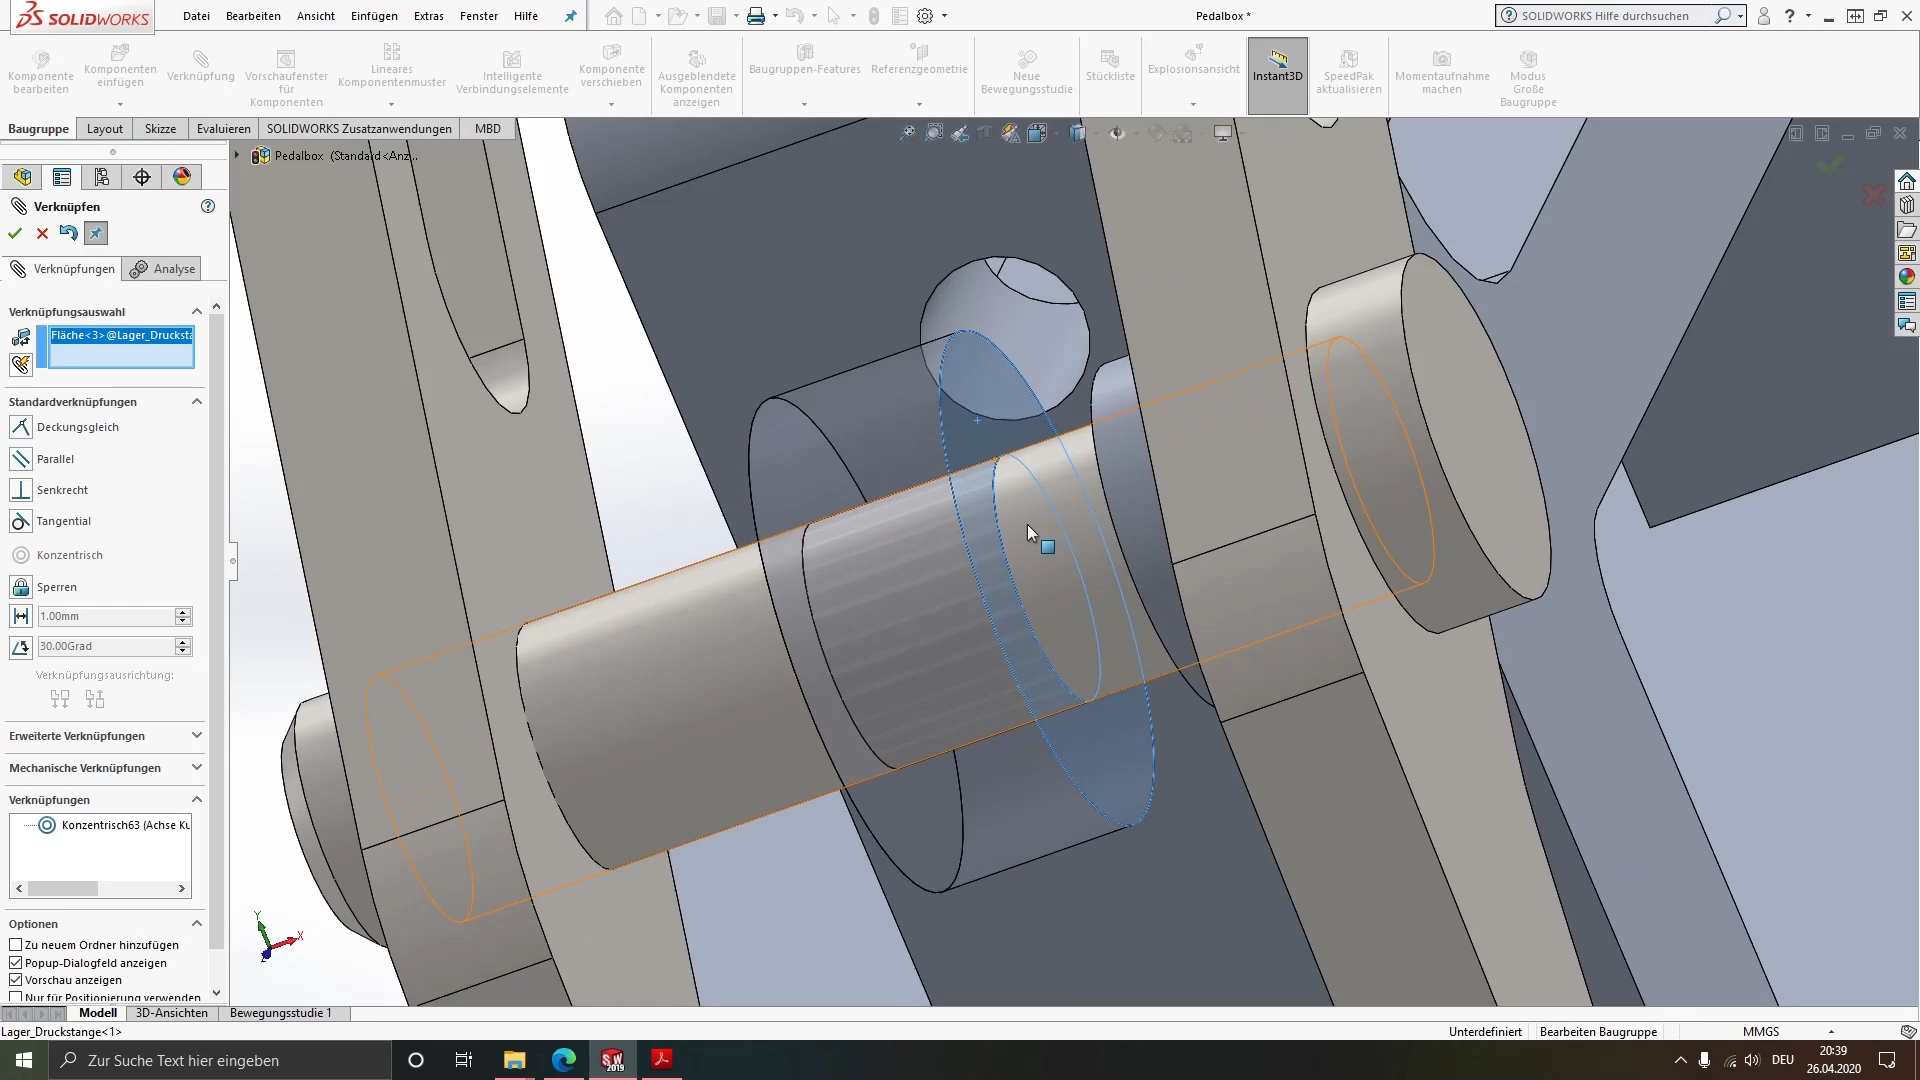 SOLIDWORKS
Datei Bearbeiten Ansicht Einfügen Extras Fenster Hilfe
Pedalbox *
SOLIDWORKS Hilfe durchsuchen
Komponente bearbeiten
Komponenten einfügen
Verknüpfung
Vorschaufenster für Komponenten
Lineares Komponentenmuster
Intelligente Verbindungselemente
Komponente verschieben
Ausgeblendete Komponenten anzeigen
Baugruppen-Features
Referenzgeometrie
Neue Bewegungsstudie
Stückliste
Explosionsansicht
Instant3D
SpeedPak aktualisieren
Momentaufnahme machen
Modus Große Baugruppe
Baugruppe Layout Skizze Evaluieren SOLIDWORKS Zusatzanwendungen MBD
Pedalbox (Standard<Anz...
Verknüpfen
Verknüpfungen Analyse
Verknüpfungsauswahl
Fläche<3>@Lager_Drucksta
Standardverknüpfungen
Deckungsgleich
Parallel
Senkrecht
Tangential
Konzentrisch
Sperren
1.00mm
30.00Grad
Verknüpfungsausrichtung:
Erweiterte Verknüpfungen
Mechanische Verknüpfungen
Verknüpfungen
Konzentrisch63 (Achse Ku
Optionen
Zu neuem Ordner hinzufügen
Popup-Dialogfeld anzeigen
Vorschau anzeigen
Nur für Positionierung verwenden
Y
X
Z
Modell 3D-Ansichten Bewegungsstudie 1
Lager_Druckstange<1>
Unterdefiniert Bearbeiten Baugruppe MMGS
Zur Suche Text hier eingeben
SW
2019
DEU
20:39
26.04.2020